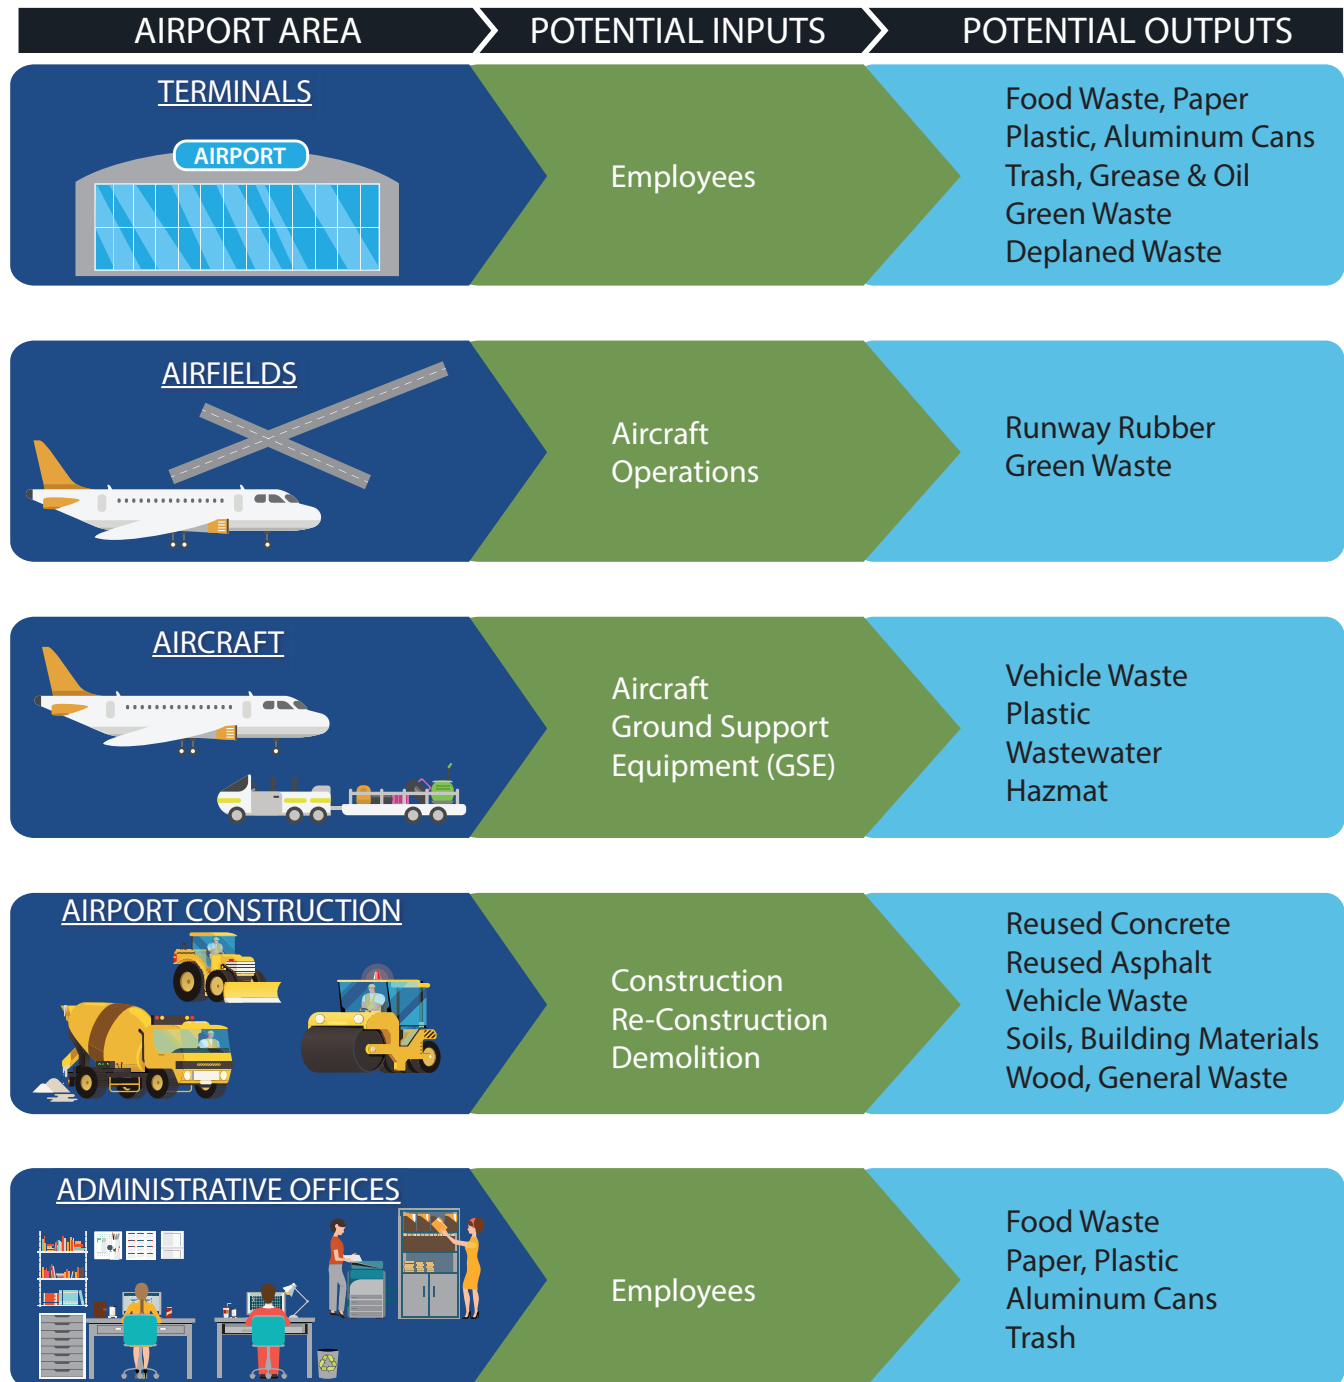 AIRPORT AREA
POTENTIAL INPUTS
POTENTIAL OUTPUTS
TERMINALS
AIRPORT
Employees
Food Waste, Paper
Plastic, Aluminum Cans
Trash, Grease & Oil
Green Waste
Deplaned Waste
AIRFIELDS
Aircraft
Operations
Runway Rubber
Green Waste
AIRCRAFT
Aircraft
Ground Support
Equipment (GSE)
Vehicle Waste
Plastic
Wastewater
Hazmat
AIRPORT CONSTRUCTION
Construction
Re-Construction
Demolition
Reused Concrete
Reused Asphalt
Vehicle Waste
Soils, Building Materials
Wood, General Waste
ADMINISTRATIVE OFFICES
Employees
Food Waste
Paper, Plastic
Aluminum Cans
Trash